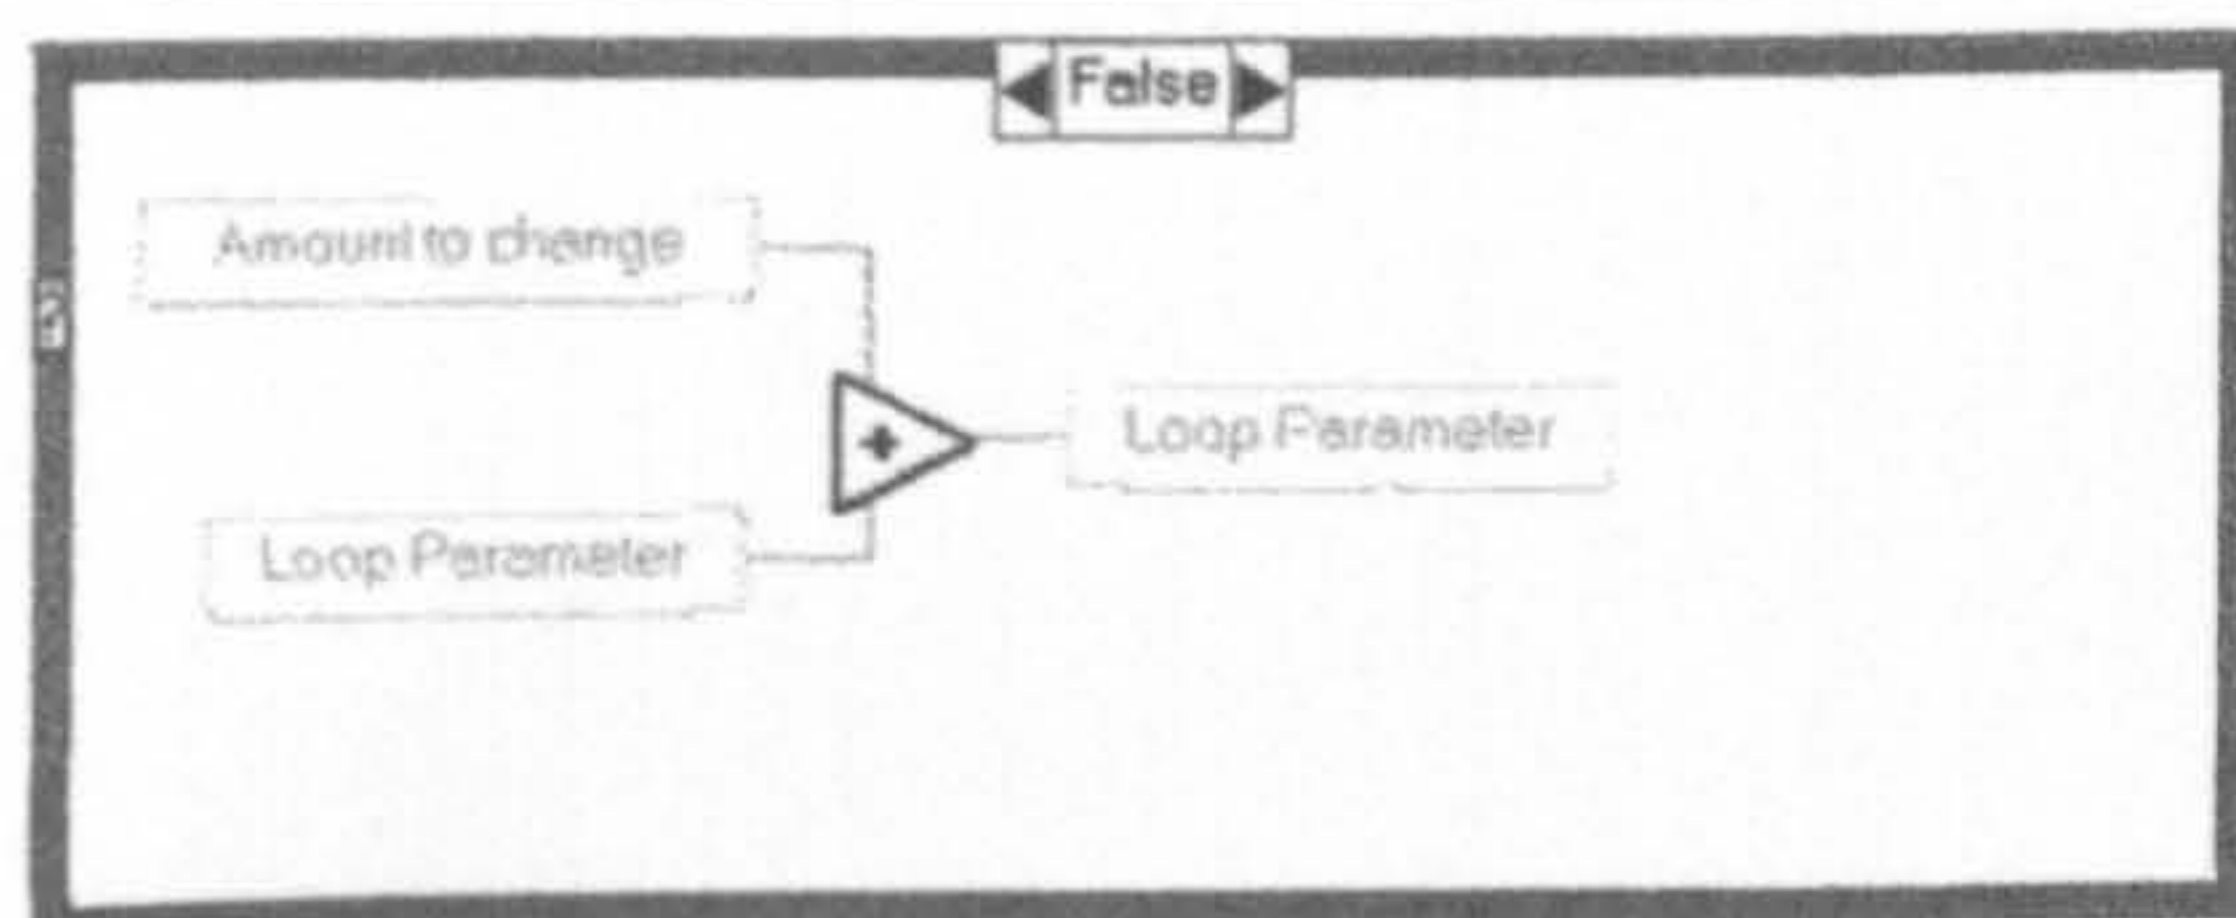 False
Amount to change
?
+
Loop Parameter
Loop Parameter